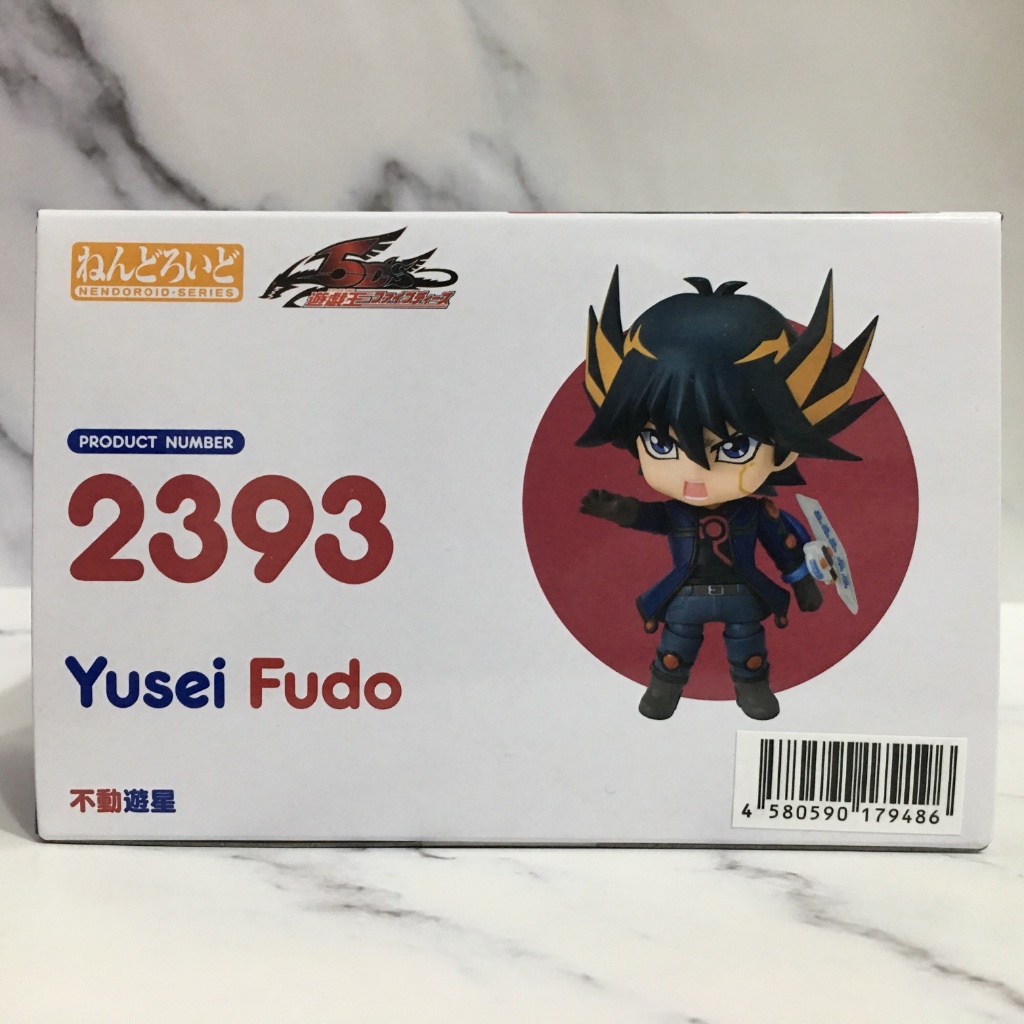 ねんどろいど
NENDOROID-SERIES
5D's
遊戯王ファイブディーズ
PRODUCT NUMBER
2393
Yusei Fudo
不動遊星
4 580590 179486